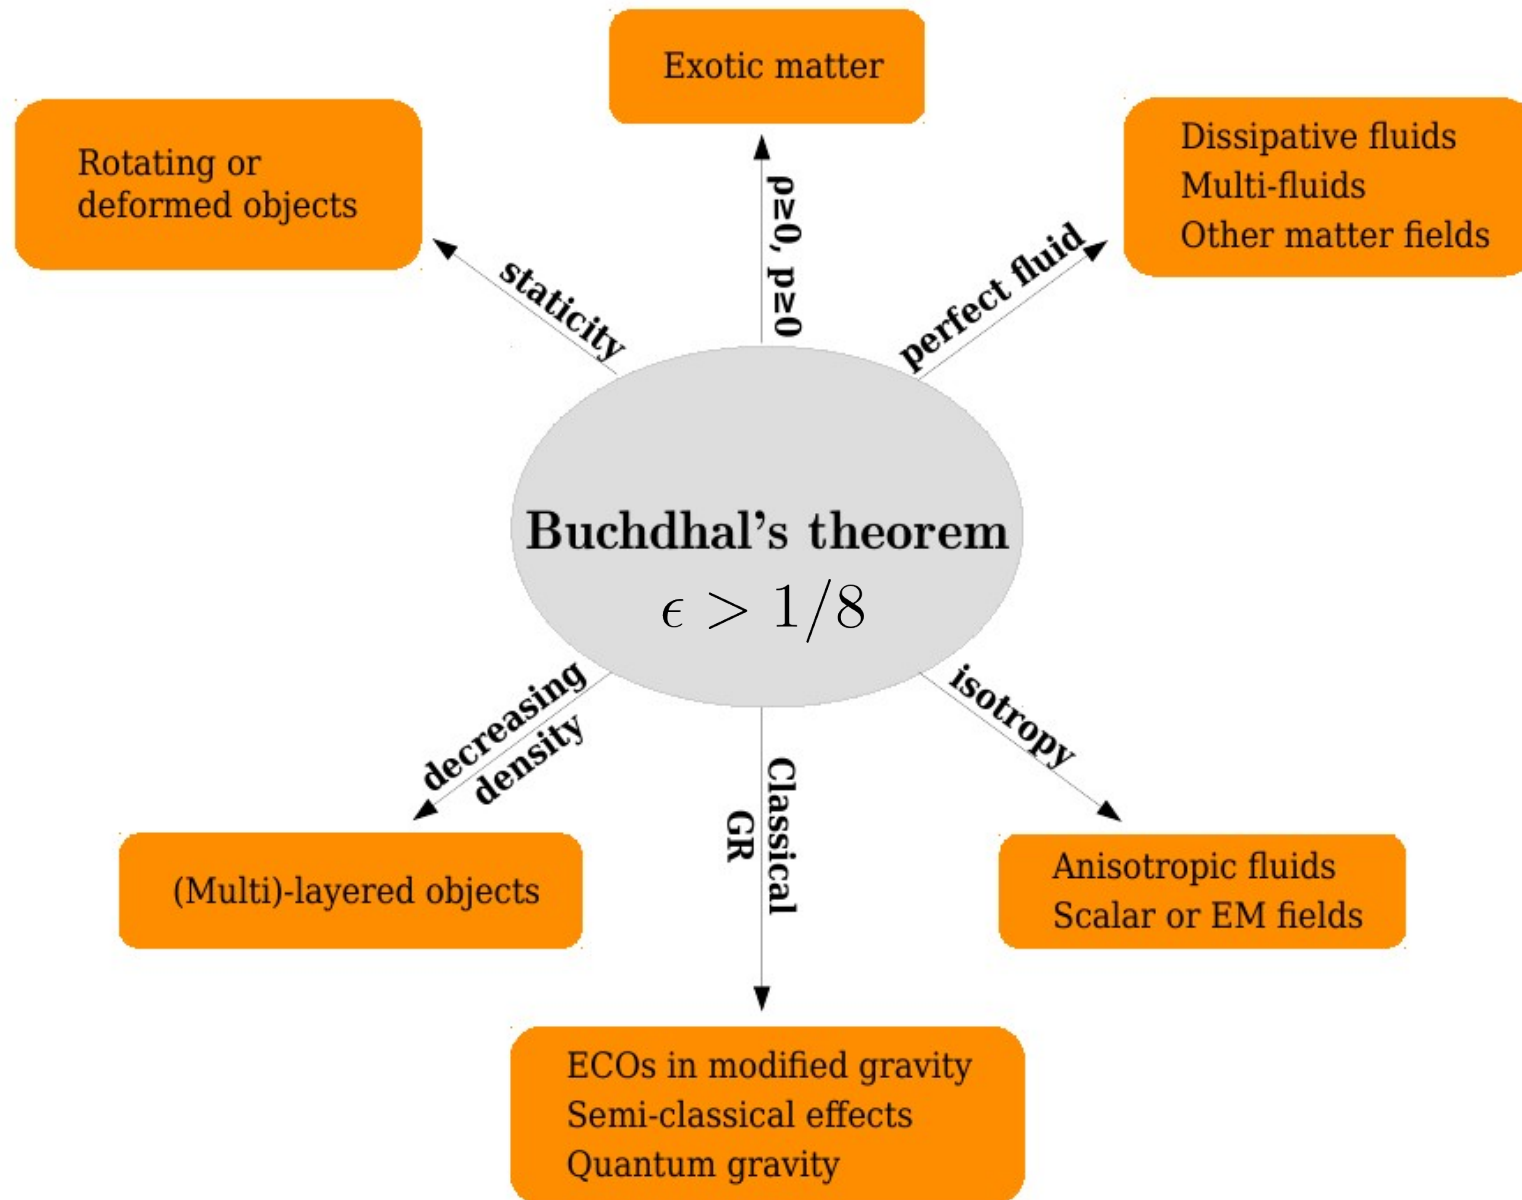 Exotic matter
Rotating or
deformed objects
Dissipative fluids
Multi-fluids
Other matter fields
staticity
ρ≥0, p≥0
perfect fluid
Buchdhal's theorem
ϵ > 1/8
decreasing
density
Classical
GR
isotropy
(Multi)-layered objects
Anisotropic fluids
Scalar or EM fields
ECOs in modified gravity
Semi-classical effects
Quantum gravity